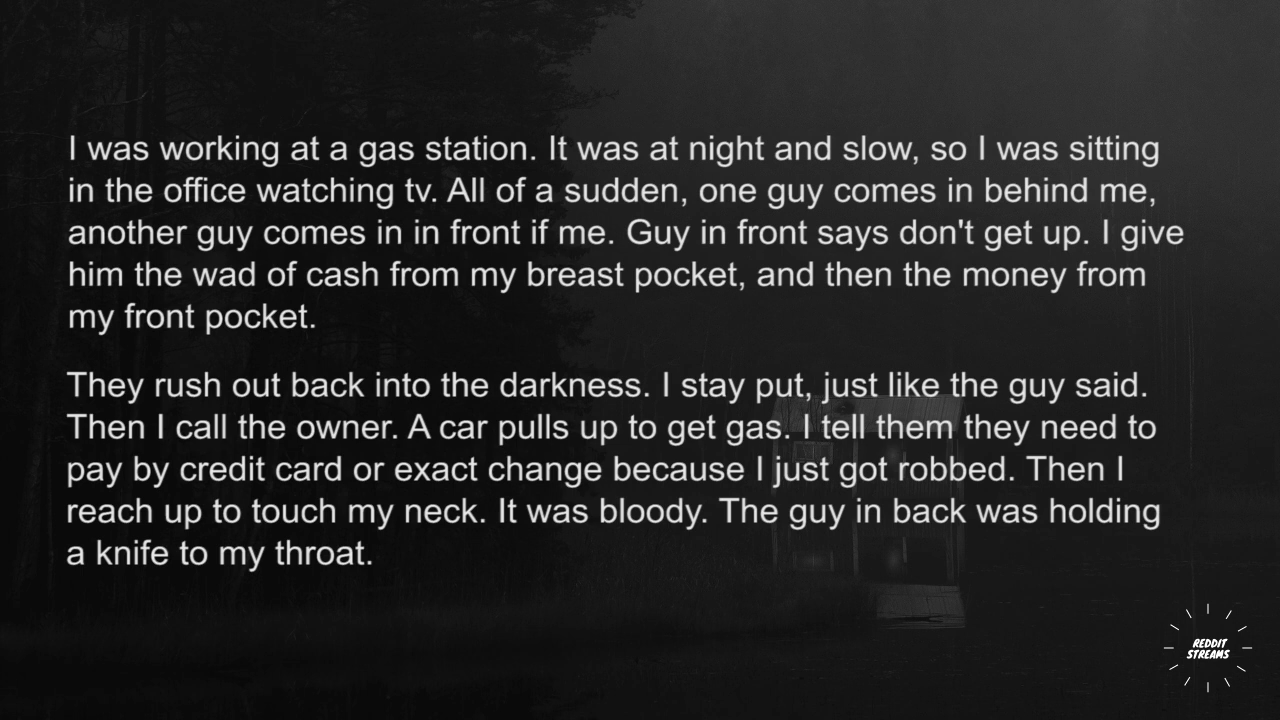 I was working at a gas station. It was at night and slow, so I was sitting
in the office watching tv. All of a sudden, one guy comes in behind me,
another guy comes in in front if me. Guy in front says don't get up. I give
him the wad of cash from my breast pocket, and then the money from
my front pocket.
They rush out back into the darkness. I stay put, just like the guy said.
Then I call the owner. A car pulls up to get gas. I tell them they need to
pay by credit card or exact change because I just got robbed. Then I
reach up to touch my neck. It was bloody. The guy in back was holding
a knife to my throat.
REDDIT
STREAMS